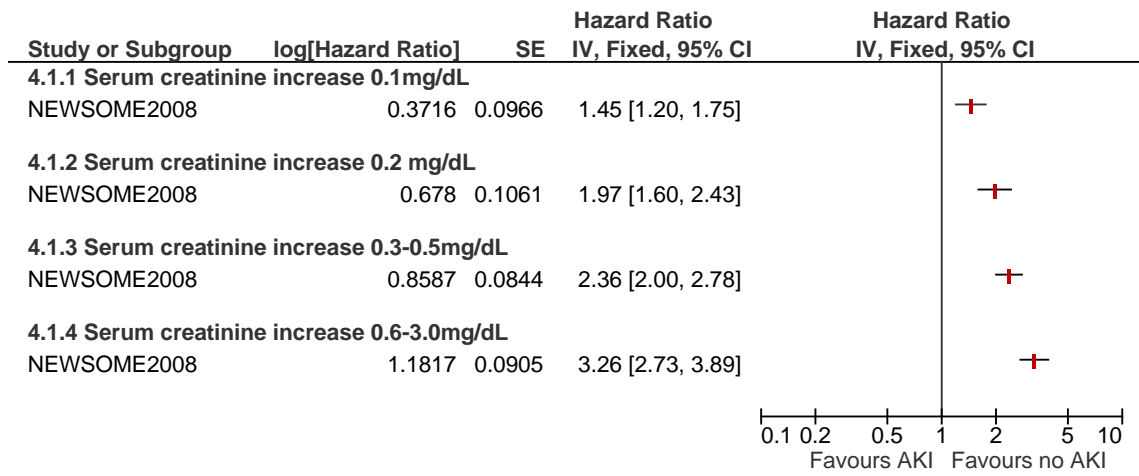 Hazard Ratio Hazard Ratio
Study or Subgroup log[Hazard Ratio] SE IV, Fixed, 95% CI IV, Fixed, 95% CI
4.1.1 Serum creatinine increase 0.1mg/dL
NEWSOME2008 0.3716 0.0966 1.45 [1.20, 1.75]
4.1.2 Serum creatinine increase 0.2 mg/dL
NEWSOME2008 0.678 0.1061 1.97 [1.60, 2.43]
4.1.3 Serum creatinine increase 0.3-0.5mg/dL
NEWSOME2008 0.8587 0.0844 2.36 [2.00, 2.78]
4.1.4 Serum creatinine increase 0.6-3.0mg/dL
NEWSOME2008 1.1817 0.0905 3.26 [2.73, 3.89]
0.1 0.2 0.5 1 2 5 10
Favours AKI Favours no AKI